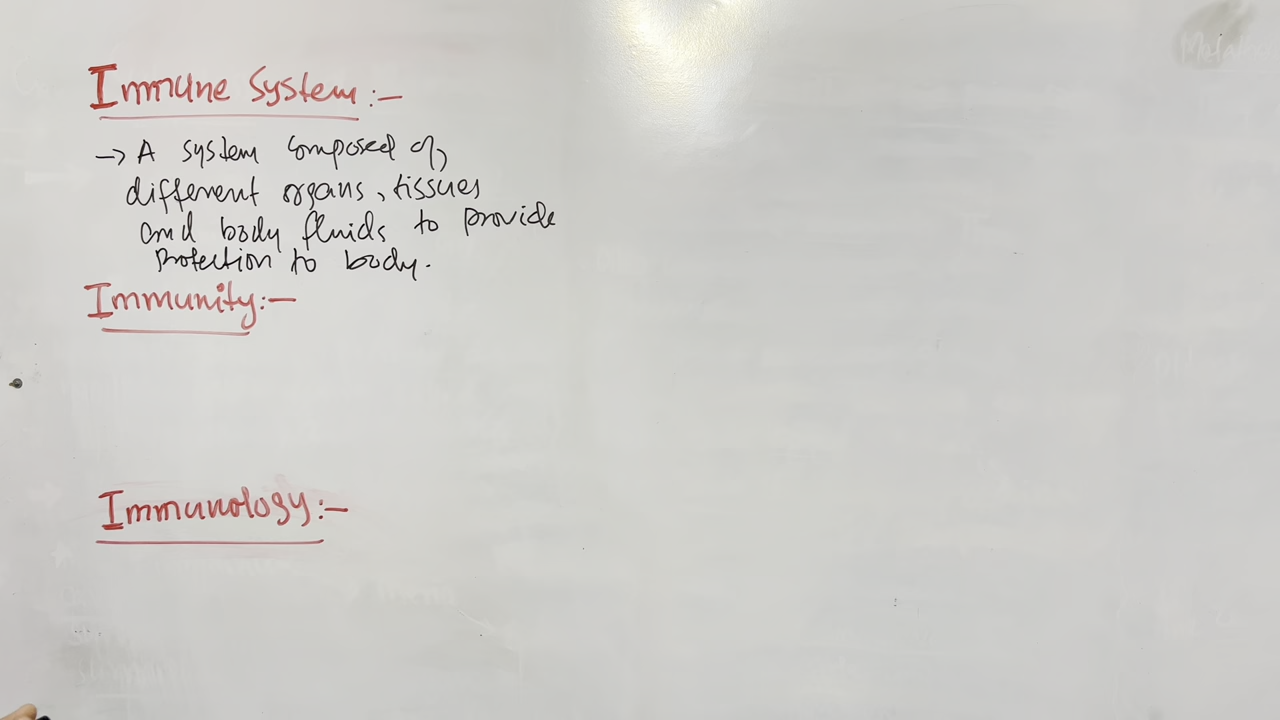 Immune System:-
→ A system composed of,
different organs, tissues
and body fluids to provide
protection to body.
Immunity:-
Immunology:-